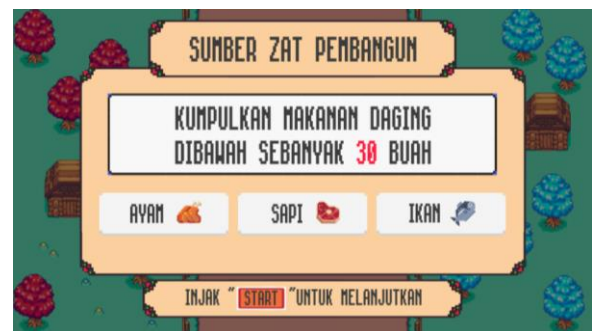 SUMBER ZAT PEMBANGUN
KUMPULKAN MAKANAN DAGING
DIBAWAH SEBANYAK 30 BUAH
AYAM
SAPI
IKAN
INJAK "START"UNTUK MELANJUTKAN